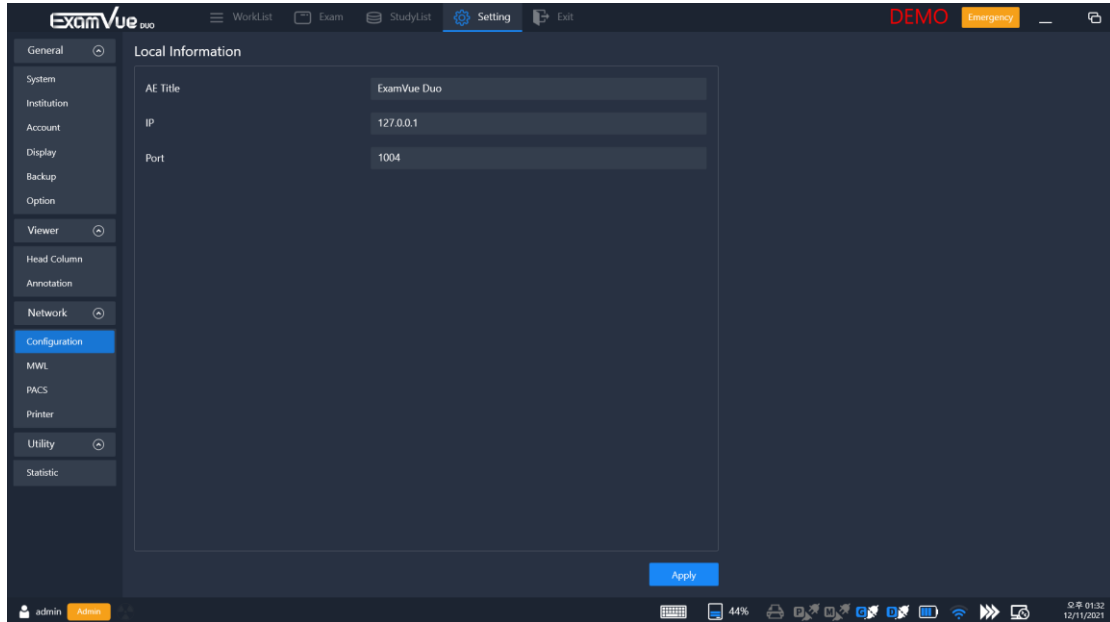 ExamVue DUO
WorkList
Exam
StudyList
Setting
Exit
DEMO
Emergency
General
System
Institution
Account
Display
Backup
Option
Viewer
Head Column
Annotation
Network
Configuration
MWL
PACS
Printer
Utility
Statistic
Local Information
AE Title
ExamVue Duo
IP
127.0.0.1
Port
1004
Apply
admin
Admin
44%
P
M
G
D
오후 01:32
12/11/2021